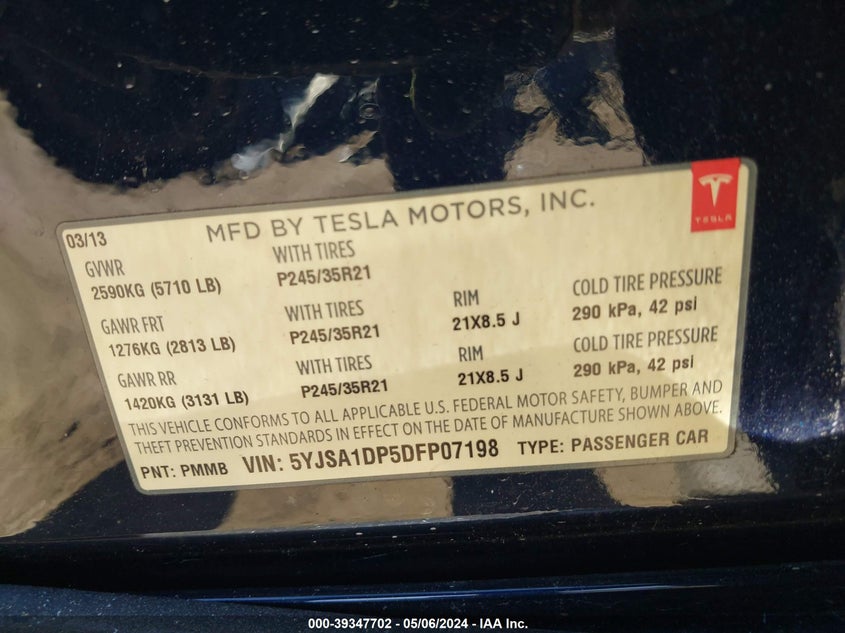 03/13
MFD BY TESLA MOTORS, INC.
TESLA
GVWR
2590KG (5710 LB)
WITH TIRES
P245/35R21
GAWR FRT
1276KG (2813 LB)
WITH TIRES
P245/35R21
RIM
21X8.5 J
COLD TIRE PRESSURE
290 kPa, 42 psi
GAWR RR
1420KG (3131 LB)
WITH TIRES
P245/35R21
RIM
21X8.5 J
COLD TIRE PRESSURE
290 kPa, 42 psi
THIS VEHICLE CONFORMS TO ALL APPLICABLE U.S. FEDERAL MOTOR SAFETY, BUMPER AND
THEFT PREVENTION STANDARDS IN EFFECT ON THE DATE OF MANUFACTURE SHOWN ABOVE.
PNT: PMMB VIN: 5YJSA1DP5DFP07198 TYPE: PASSENGER CAR
000-39347702 - 05/06/2024 - IAA Inc.